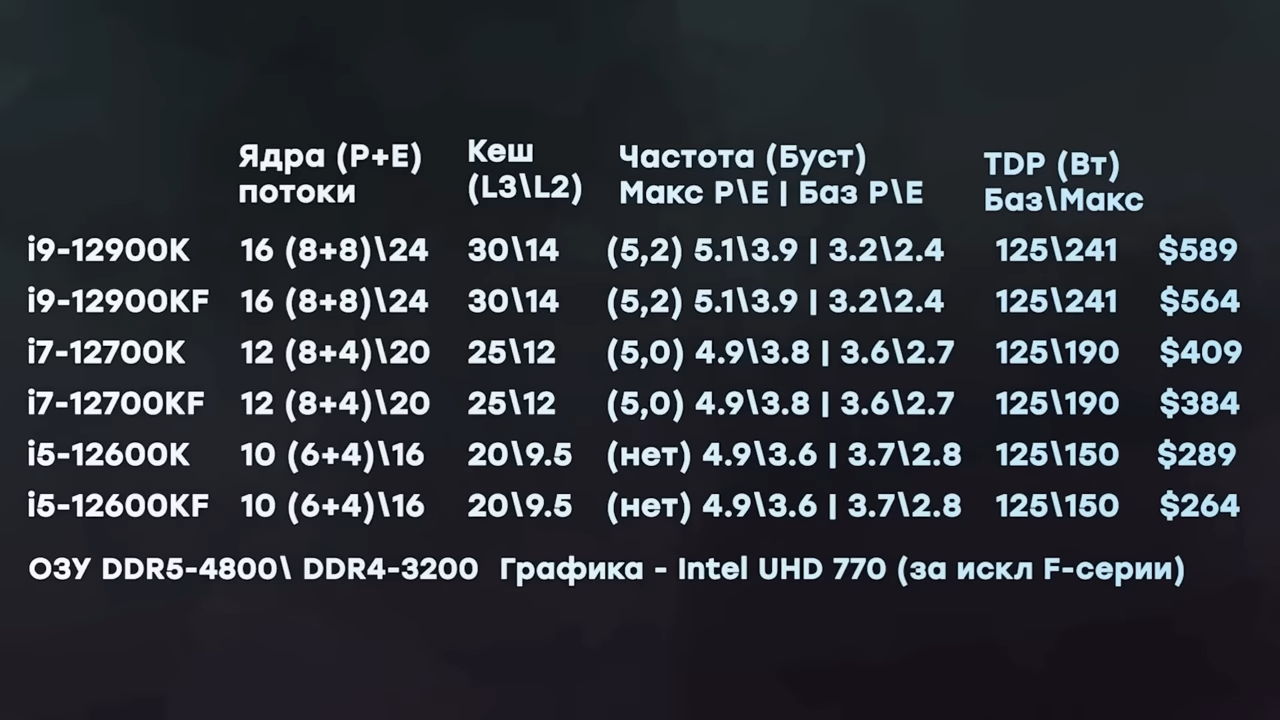 Ядра (P+E) Кеш Частота (Буст) TDP (Вт)
потоки (L3\L2) Макс P\E | Баз P\E Баз\Макс
i9-12900K 16 (8+8)\24 30\14 (5,2) 5.1\3.9 | 3.2\2.4 125\241 $589
i9-12900KF 16 (8+8)\24 30\14 (5,2) 5.1\3.9 | 3.2\2.4 125\241 $564
i7-12700K 12 (8+4)\20 25\12 (5,0) 4.9\3.8 | 3.6\2.7 125\190 $409
i7-12700KF 12 (8+4)\20 25\12 (5,0) 4.9\3.8 | 3.6\2.7 125\190 $384
i5-12600K 10 (6+4)\16 20\9.5 (нет) 4.9\3.6 | 3.7\2.8 125\150 $289
i5-12600KF 10 (6+4)\16 20\9.5 (нет) 4.9\3.6 | 3.7\2.8 125\150 $264
ОЗУ DDR5-4800\ DDR4-3200 Графика - Intel UHD 770 (за искл F-серии)